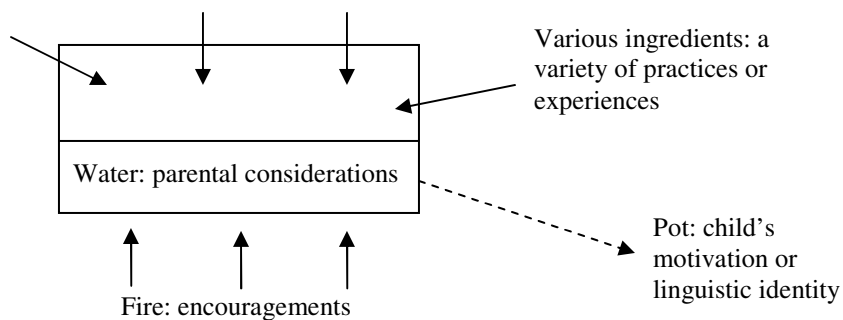 Various ingredients: a
variety of practices or
experiences
Water: parental considerations
Pot: child’s
motivation or
linguistic identity
Fire: encouragements